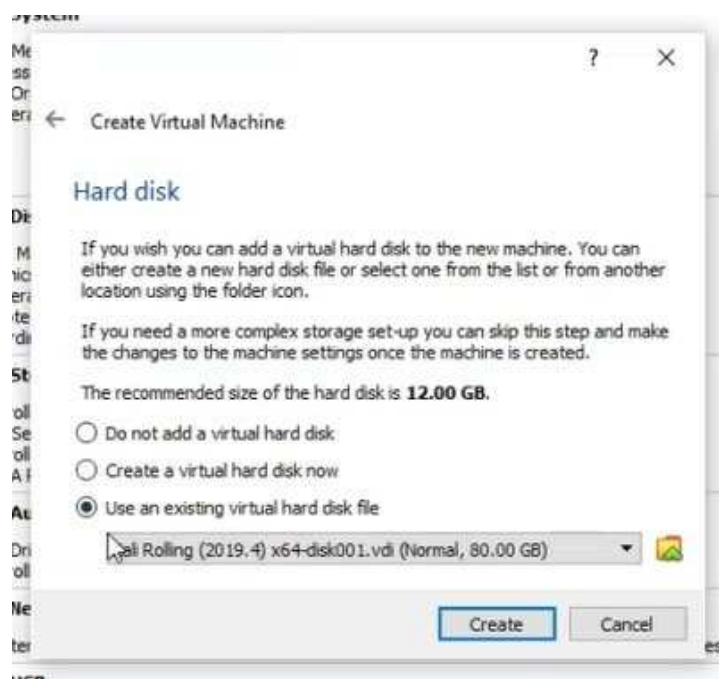 System
?
Create Virtual Machine
Hard disk
If you wish you can add a virtual hard disk to the new machine. You can
either create a new hard disk file or select one from the list or from another
location using the folder icon.
If you need a more complex storage set-up you can skip this step and make
the changes to the machine settings once the machine is created.
The recommended size of the hard disk is 12.00 GB.
Do not add a virtual hard disk
Create a virtual hard disk now
Use an existing virtual hard disk file
ali Rolling (2019.4) x64-disk001.vdi (Normal, 80.00 GB)
Create Cancel